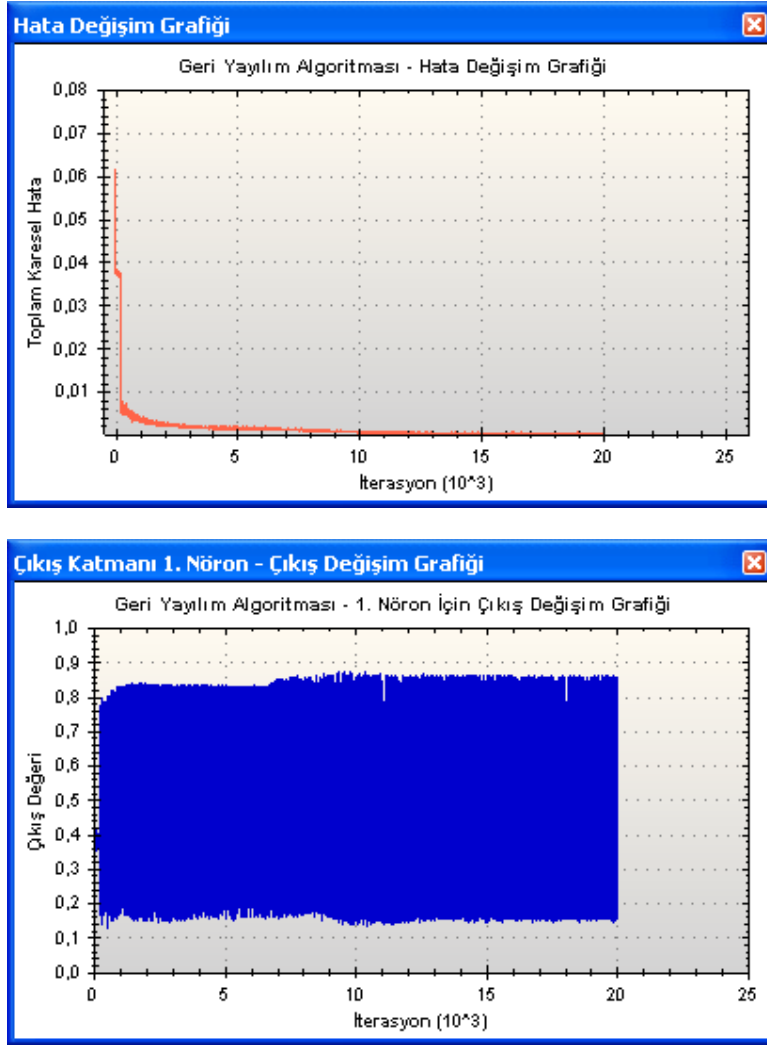 Hata Değişim Grafiği
Geri Yayılım Algoritması - Hata Değişim Grafiği
0,08
0,07
0,06
0,05
0,04
0,03
0,02
0,01
Toplam Karesel Hata
0 5 10 15 20 25
İterasyon (10^3)
Çıkış Katmanı 1. Nöron - Çıkış Değişim Grafiği
Geri Yayılım Algoritması - 1. Nöron İçin Çıkış Değişim Grafiği
1,0
0,9
0,8
0,7
0,6
0,5
0,4
0,3
0,2
0,1
0,0
Çıkış Değeri
0 5 10 15 20 25
İterasyon (10^3)